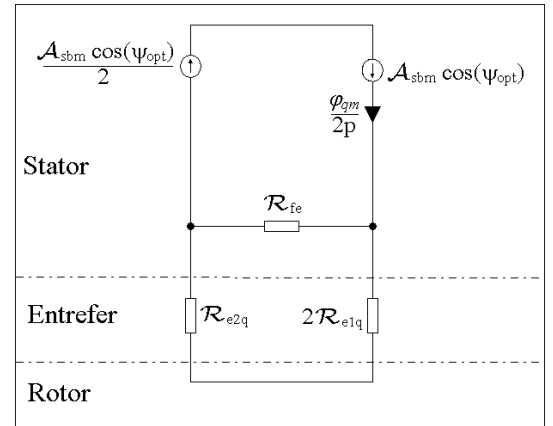 𝒜sbm cos(ψopt)
2
𝒜sbm cos(ψopt)
φqm
2p
Stator
ℛfe
Entrefer
ℛe2q
2ℛe1q
Rotor